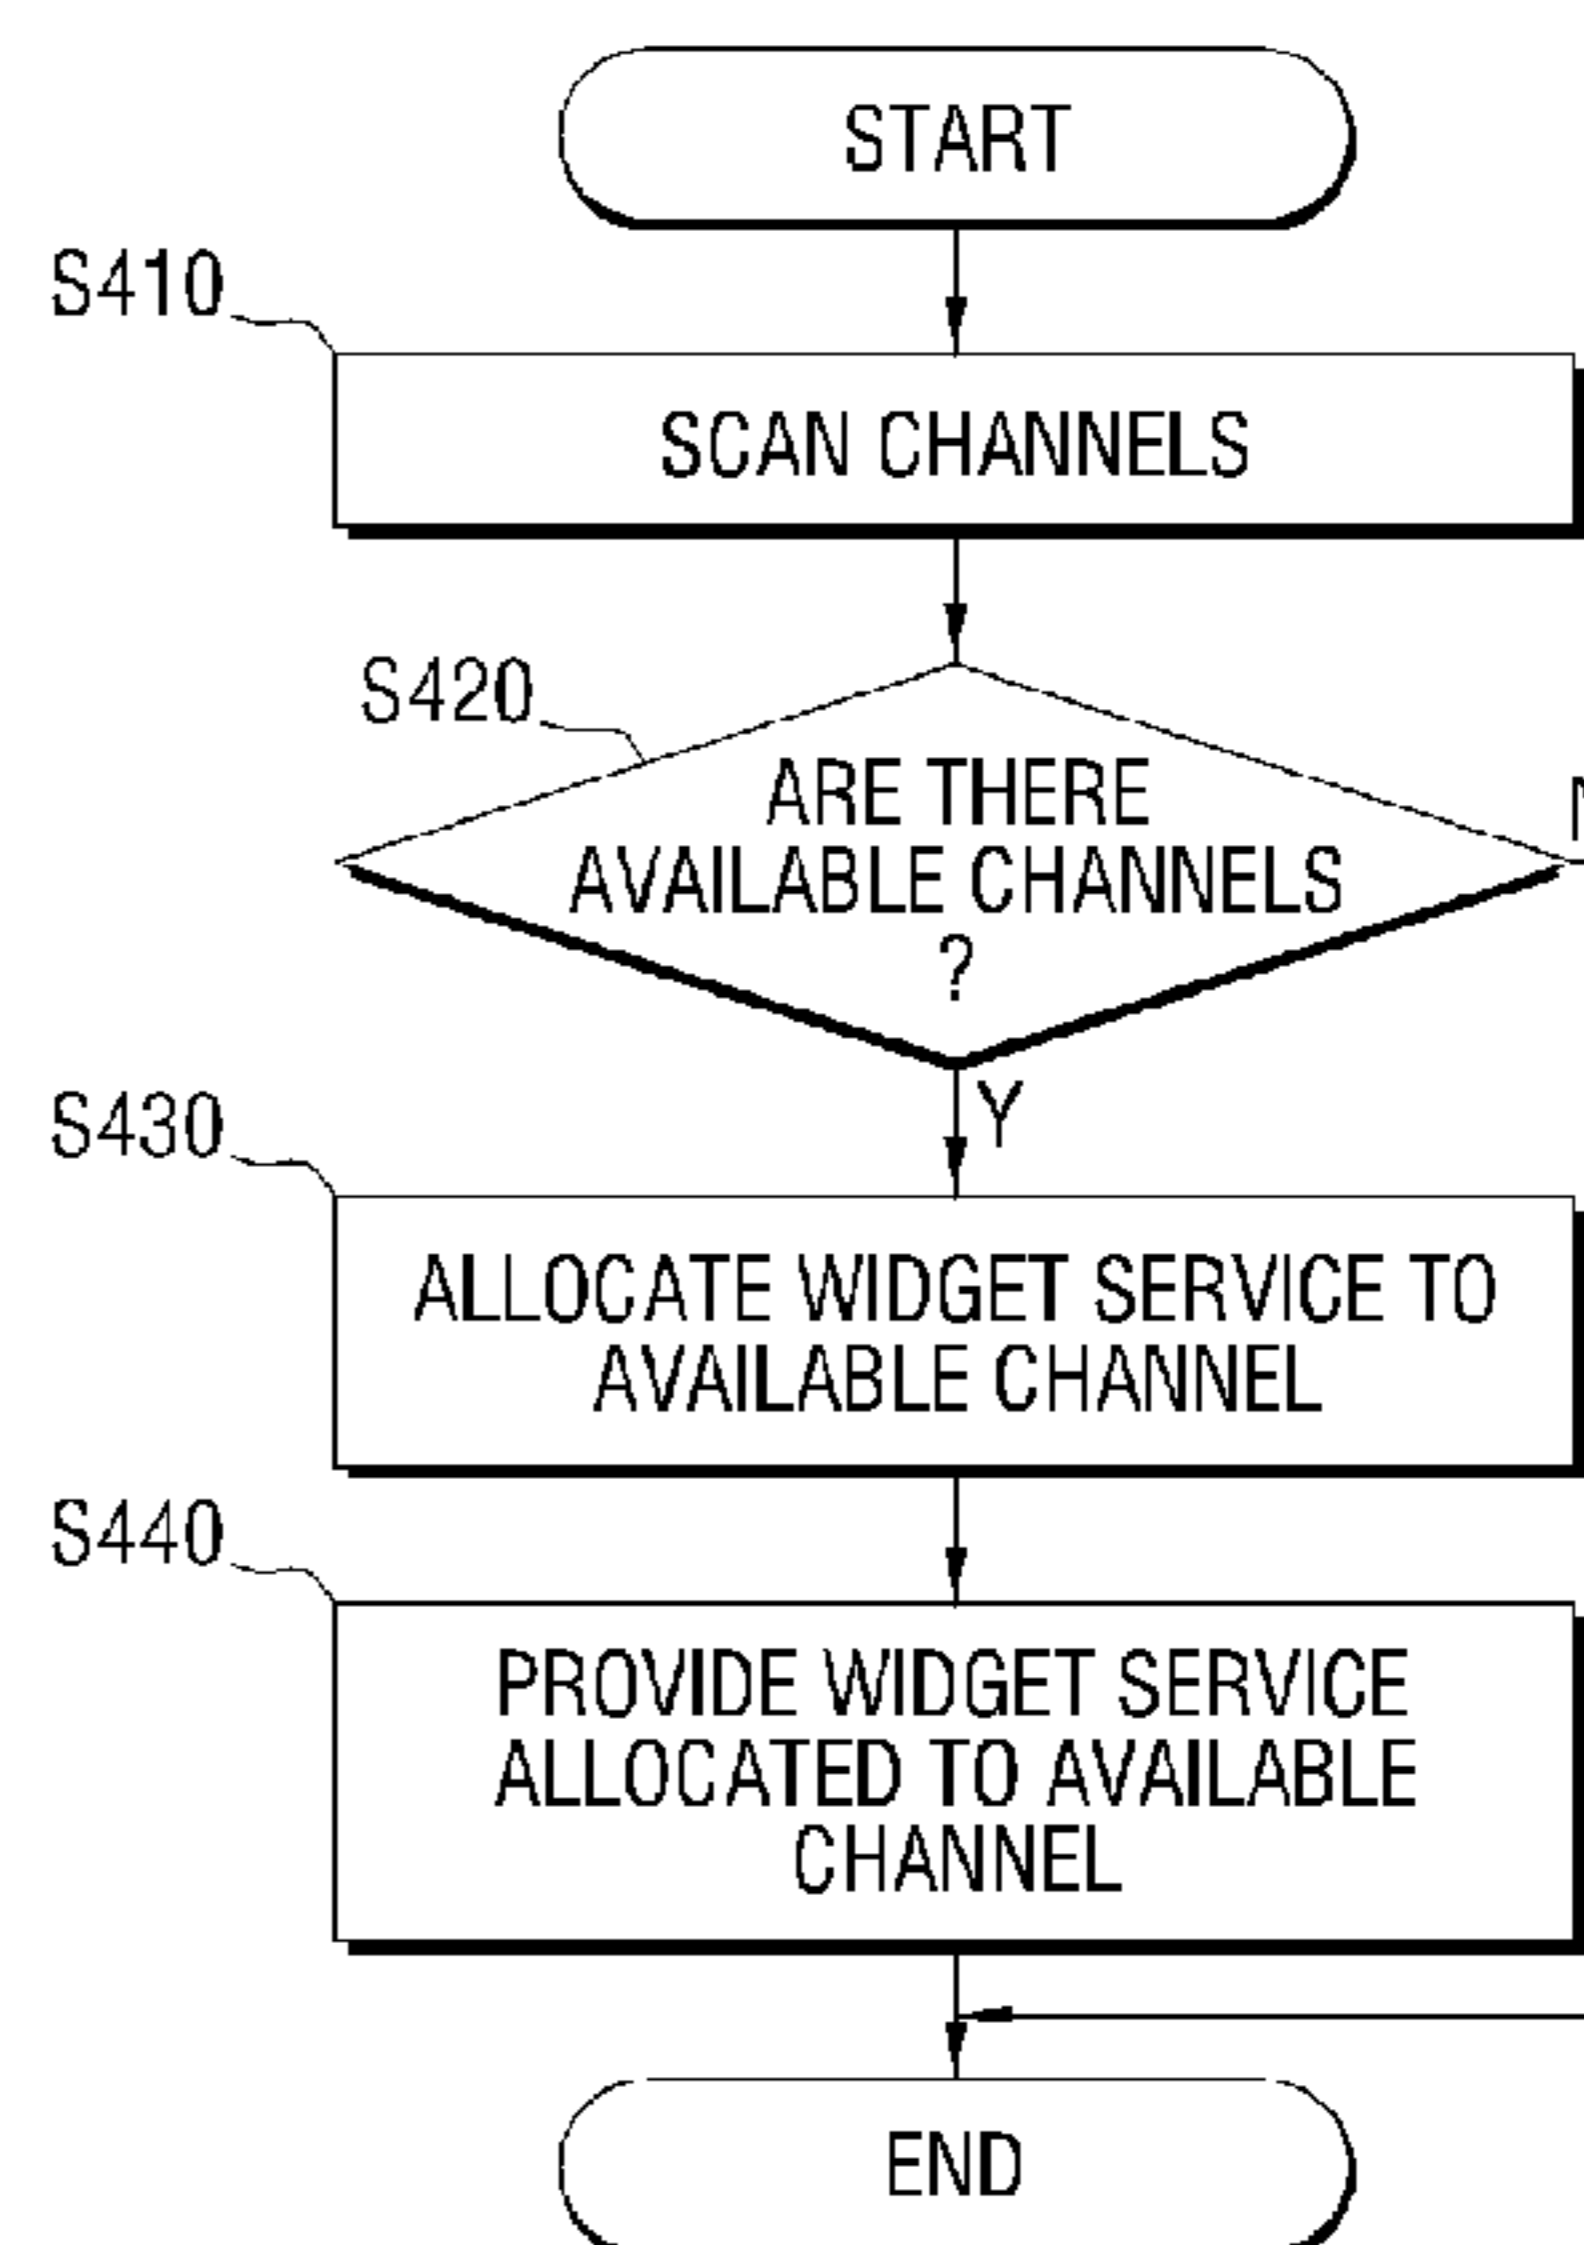 START
S410
SCAN CHANNELS
S420
ARE THERE
AVAILABLE CHANNELS
?
Y
S430
ALLOCATE WIDGET SERVICE TO
AVAILABLE CHANNEL
S440
PROVIDE WIDGET SERVICE
ALLOCATED TO AVAILABLE
CHANNEL
END